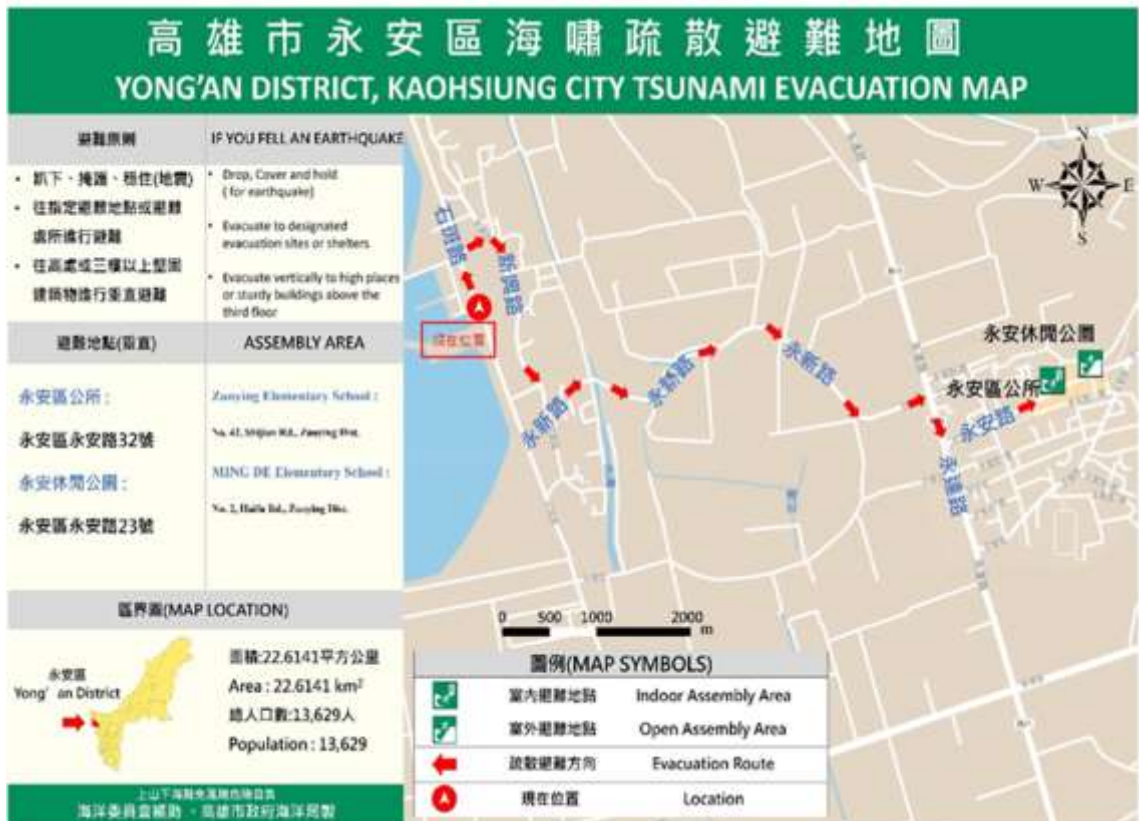 高雄市永安區海嘯疏散避難地圖
YONG'AN DISTRICT, KAOHSIUNG CITY TSUNAMI EVACUATION MAP
避難原則
IF YOU FELL AN EARTHQUAKE
• 趴下、掩護、穩住(地震)
• 往指定避難地點或避難
處所進行避難
• 往高處或三樓以上堅固
建築物進行垂直避難
• Drop, Cover and hold
( for earthquake)
• Evacuate to designated
evacuation sites or shelters
• Evacuate vertically to high places
or sturdy buildings above the
third floor
避難地點(垂直)
ASSEMBLY AREA
永安區公所：
永安區永安路32號
永安休閒公園：
永安區永安路23號
Zuoying Elementary School :
MING DE Elementary School :
區界圖(MAP LOCATION)
永安區
Yong' an District
面積:22.6141平方公里
Area : 22.6141 km²
總人口數:13,629人
Population : 13,629
海洋委員會補助、高雄市政府海洋局製
N
W
E
S
石斑路
新興路
現在位置
永新路
永新路
永新路
永安休閒公園
永安區公所
永安路
永達路
0 500 1000 2000
m
圖例(MAP SYMBOLS)
室內避難地點 Indoor Assembly Area
室外避難地點 Open Assembly Area
疏散避難方向 Evacuation Route
現在位置 Location